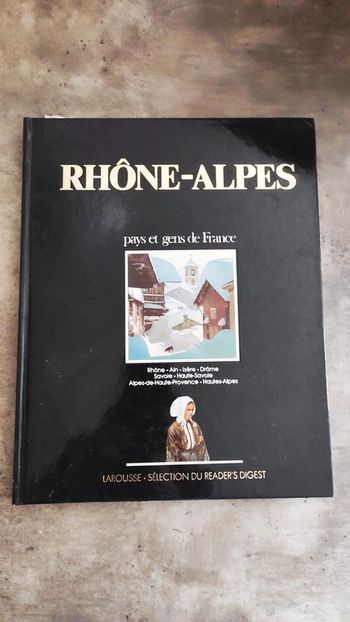 RHÔNE-ALPES
pays et gens de France
Rhône - Ain - Isère - Drôme
Savoie - Haute-Savoie
Alpes-de-Haute-Provence - Hautes-Alpes
LAROUSSE - SÉLECTION DU READER'S DIGEST